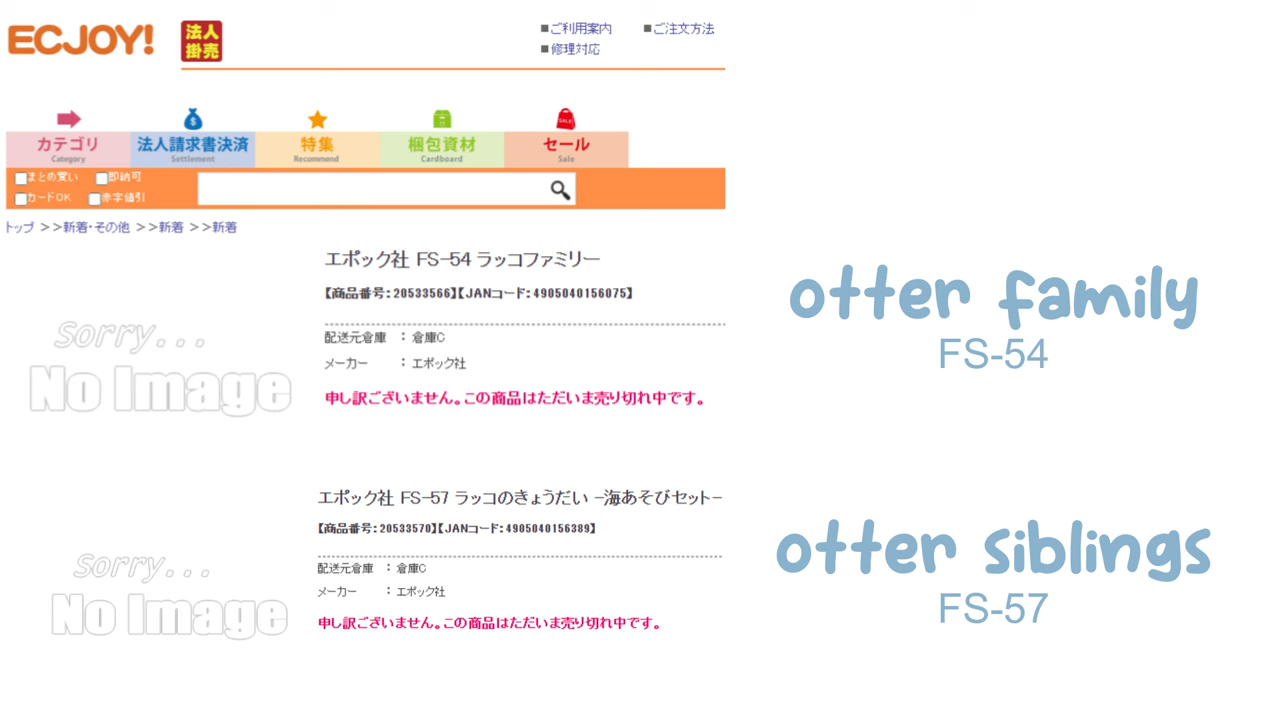 ECJOY!
法人
掛売
■ご利用案内 ■ご注文方法
■修理対応
カテゴリ 法人請求書決済 特集 梱包資材 セール
Category Settlement Recommend Cardboard Sale
SALE
まとめ買い 即納可
カードOK 赤字値引
トップ >>新着・その他 >>新着 >>新着
エポック社 FS-54 ラッコファミリー
【商品番号:20533566】【JANコード:4905040156075】
Sorry...
No Image
配送元倉庫 : 倉庫C
メーカー : エポック社
申し訳ございません。この商品はただいま売り切れ中です。
otter family
FS-54
エポック社 FS-57 ラッコのきょうだい -海あそびセット-
【商品番号:20533570】【JANコード:4905040156389】
Sorry...
No Image
配送元倉庫 : 倉庫C
メーカー : エポック社
申し訳ございません。この商品はただいま売り切れ中です。
otter siblings
FS-57